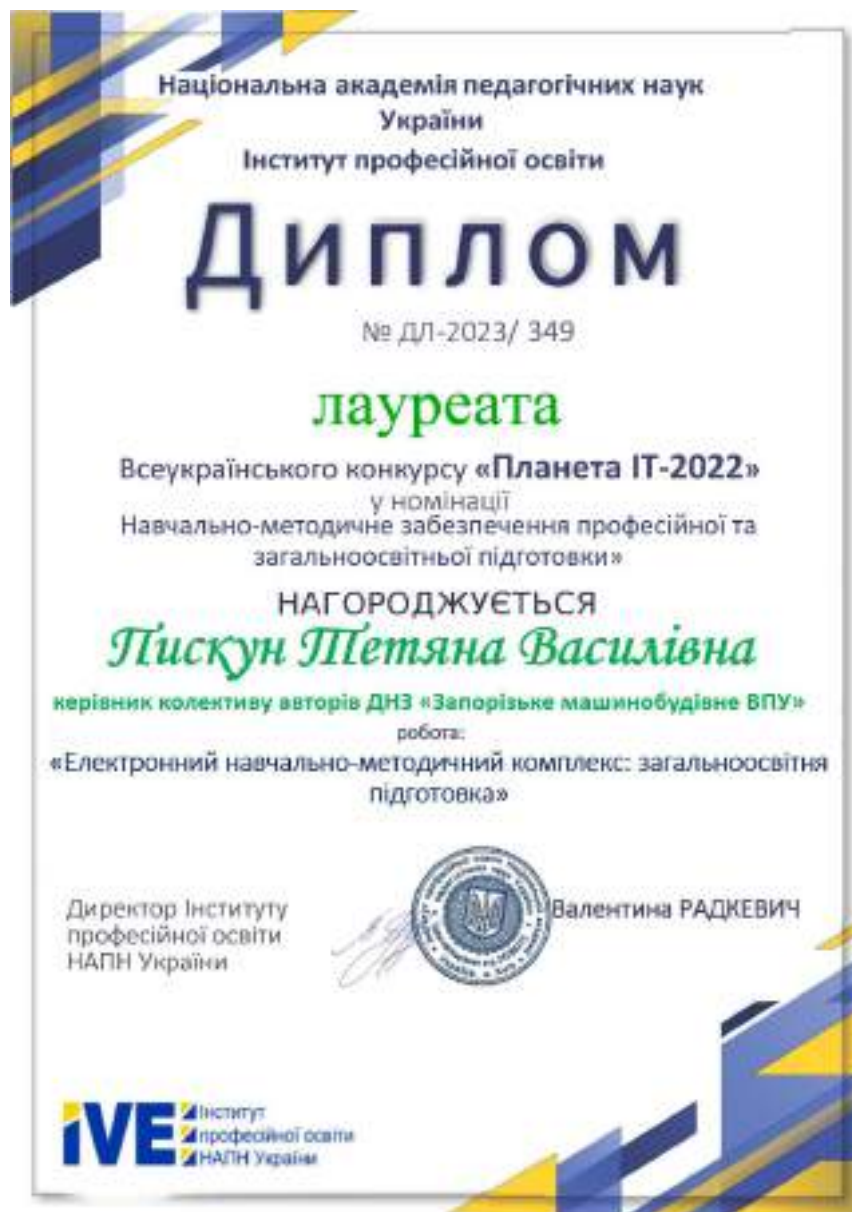 Національна академія педагогічних наук
України
Інститут професійної освіти
Диплом
№ ДЛ-2023/ 349
лауреата
Всеукраїнського конкурсу «Планета ІТ-2022»
у номінації
Навчально-методичне забезпечення професійної та
загальноосвітньої підготовки»
НАГОРОДЖУЄТЬСЯ
Пискун Тетяна Василівна
керівник колективу авторів ДНЗ «Запорізьке машинобудівне ВПУ»
робота:
«Електронний навчально-методичний комплекс: загальноосвітня
підготовка»
Директор Інституту
професійної освіти
НАПН України
Валентина РАДКЕВИЧ
iVE
Інститут
професійної освіти
НАПН України